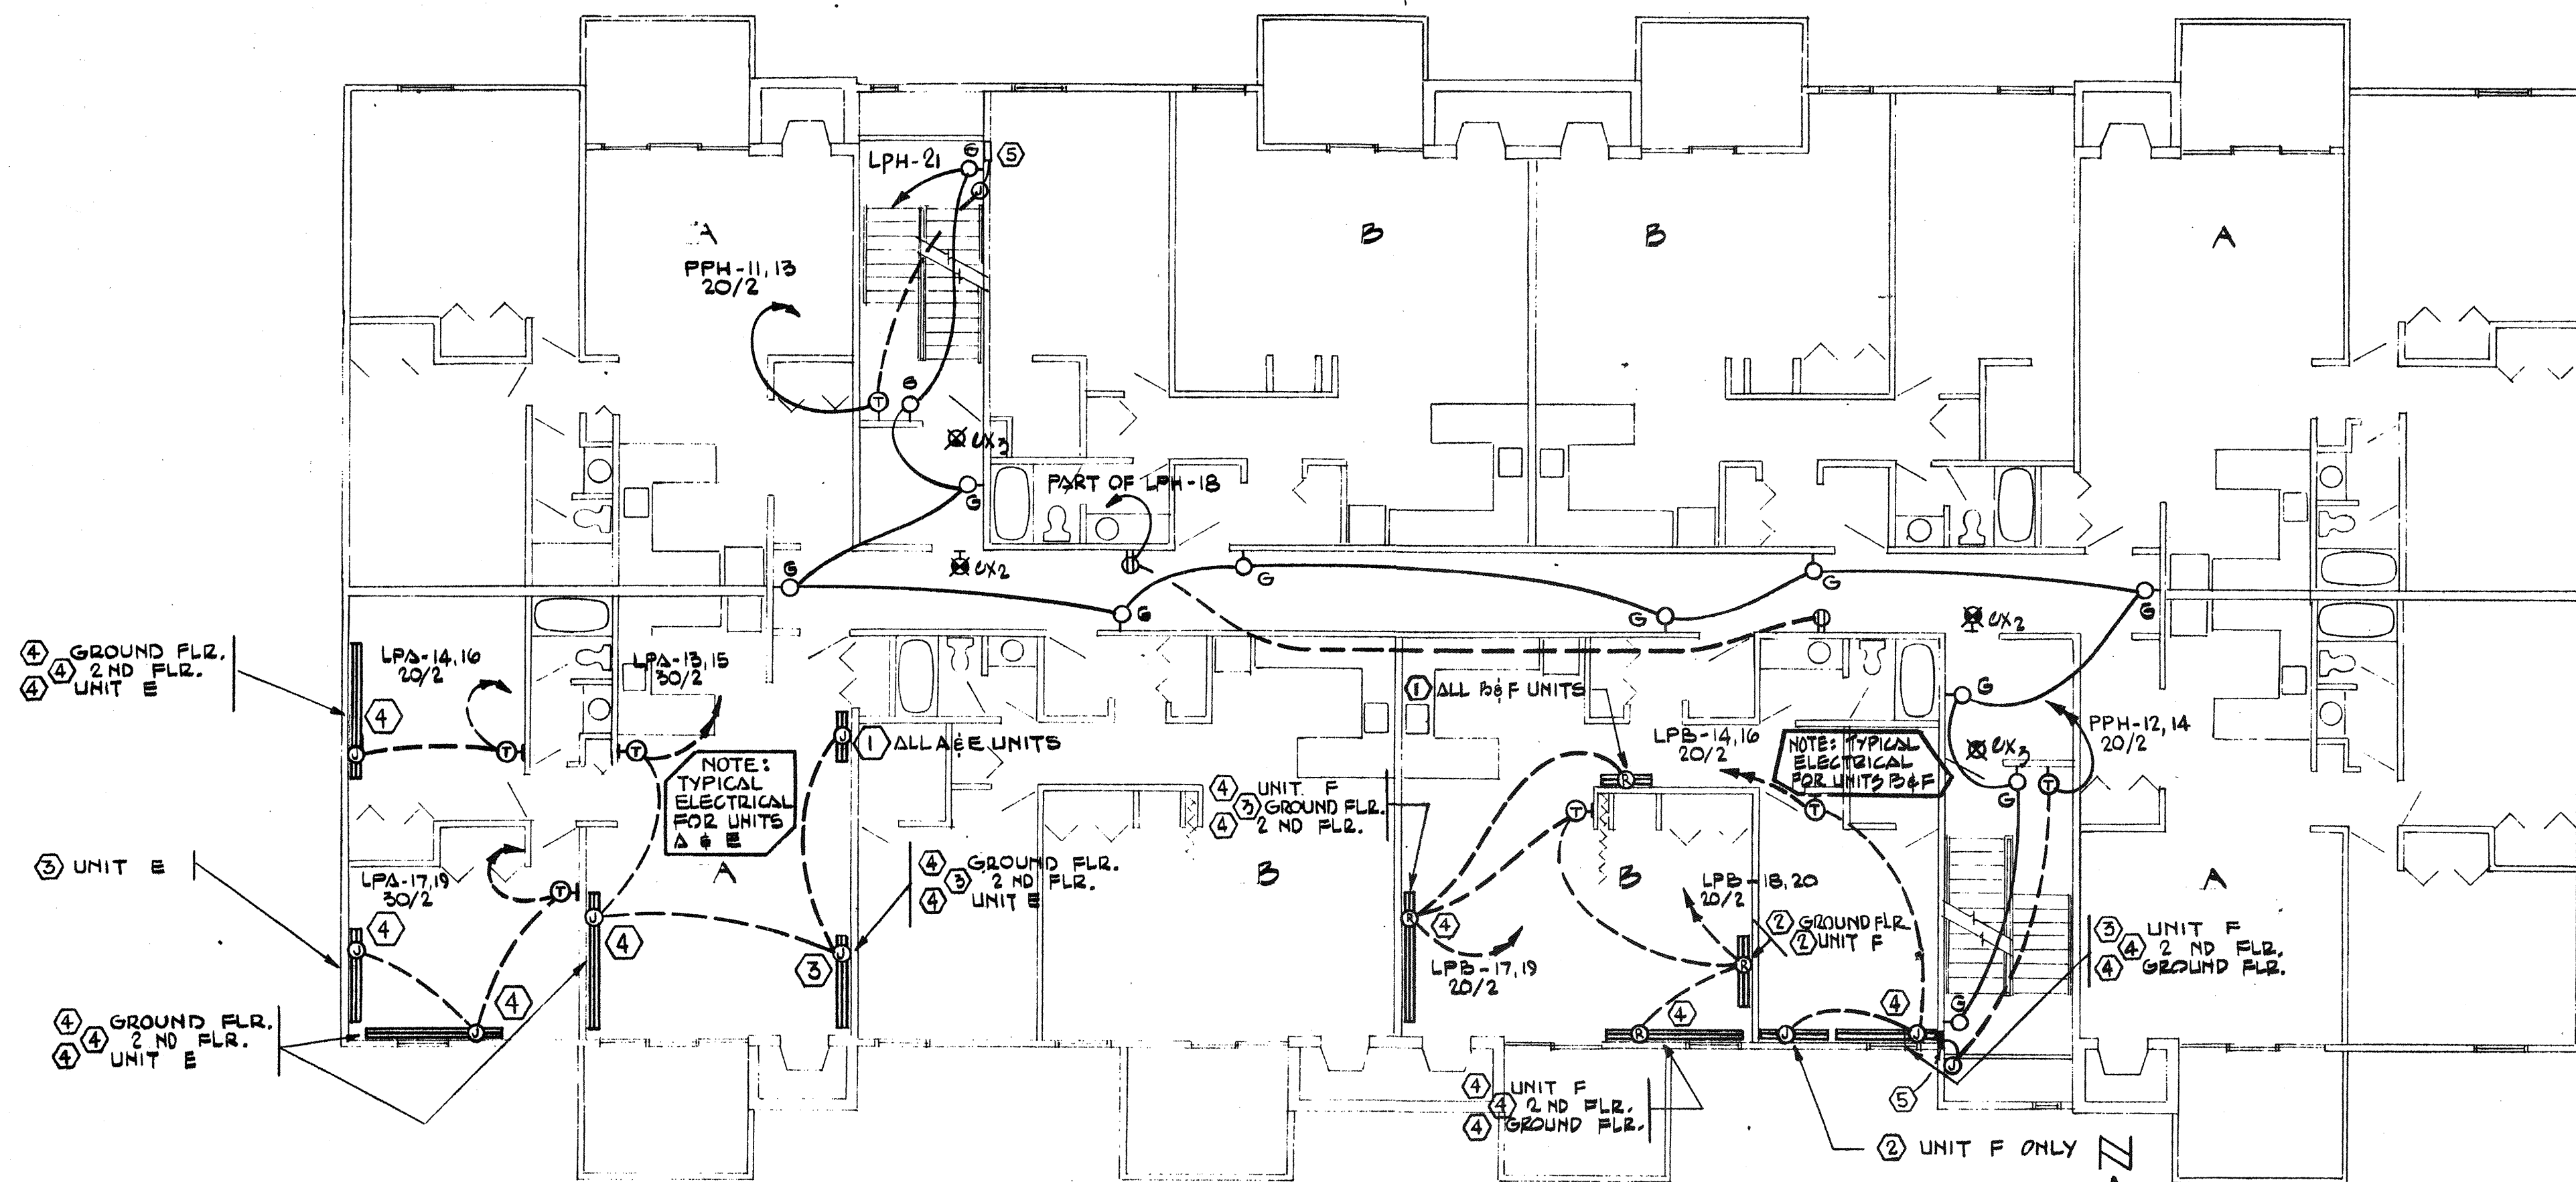 LPH-21
G
5
A
B
B
A
PPH-11, 13
20/2
T
G
J
EX3
G
PART OF LPH-18
EX2
G
G
G
G
G
G
EX2
4 GROUND FLR.
4 2 ND FLR.
4 UNIT E
LPA-14, 16
20/2
LPA-13, 15
30/2
4
J
T
T
J
1 ALL A & E UNITS
NOTE:
TYPICAL
ELECTRICAL
FOR UNITS
A & E
A
1 ALL B & F UNITS
LPB-14, 16
20/2
NOTE: TYPICAL
ELECTRICAL
FOR UNITS B & F
G
EX3
G
T
PPH-12, 14
20/2
4 UNIT F
3 GROUND FLR.
4 2 ND FLR.
R
T
T
3 UNIT E
LPA-17, 19
30/2
T
4
J
J
4
J
3
4 GROUND FLR.
3 2 ND FLR.
4 UNIT E
B
B
A
R
4
LPB-17, 19
20/2
LPB-18, 20
20/2
2 GROUND FLR
2 UNIT F
R
3 UNIT F
4 2 ND FLR.
4 GROUND FLR.
4 GROUND FLR.
4 2 ND FLR.
4 UNIT E
J
4
R
4
J
4
J
G
J
5
4 UNIT F
4 2 ND FLR.
4 GROUND FLR.
2 UNIT F ONLY
N